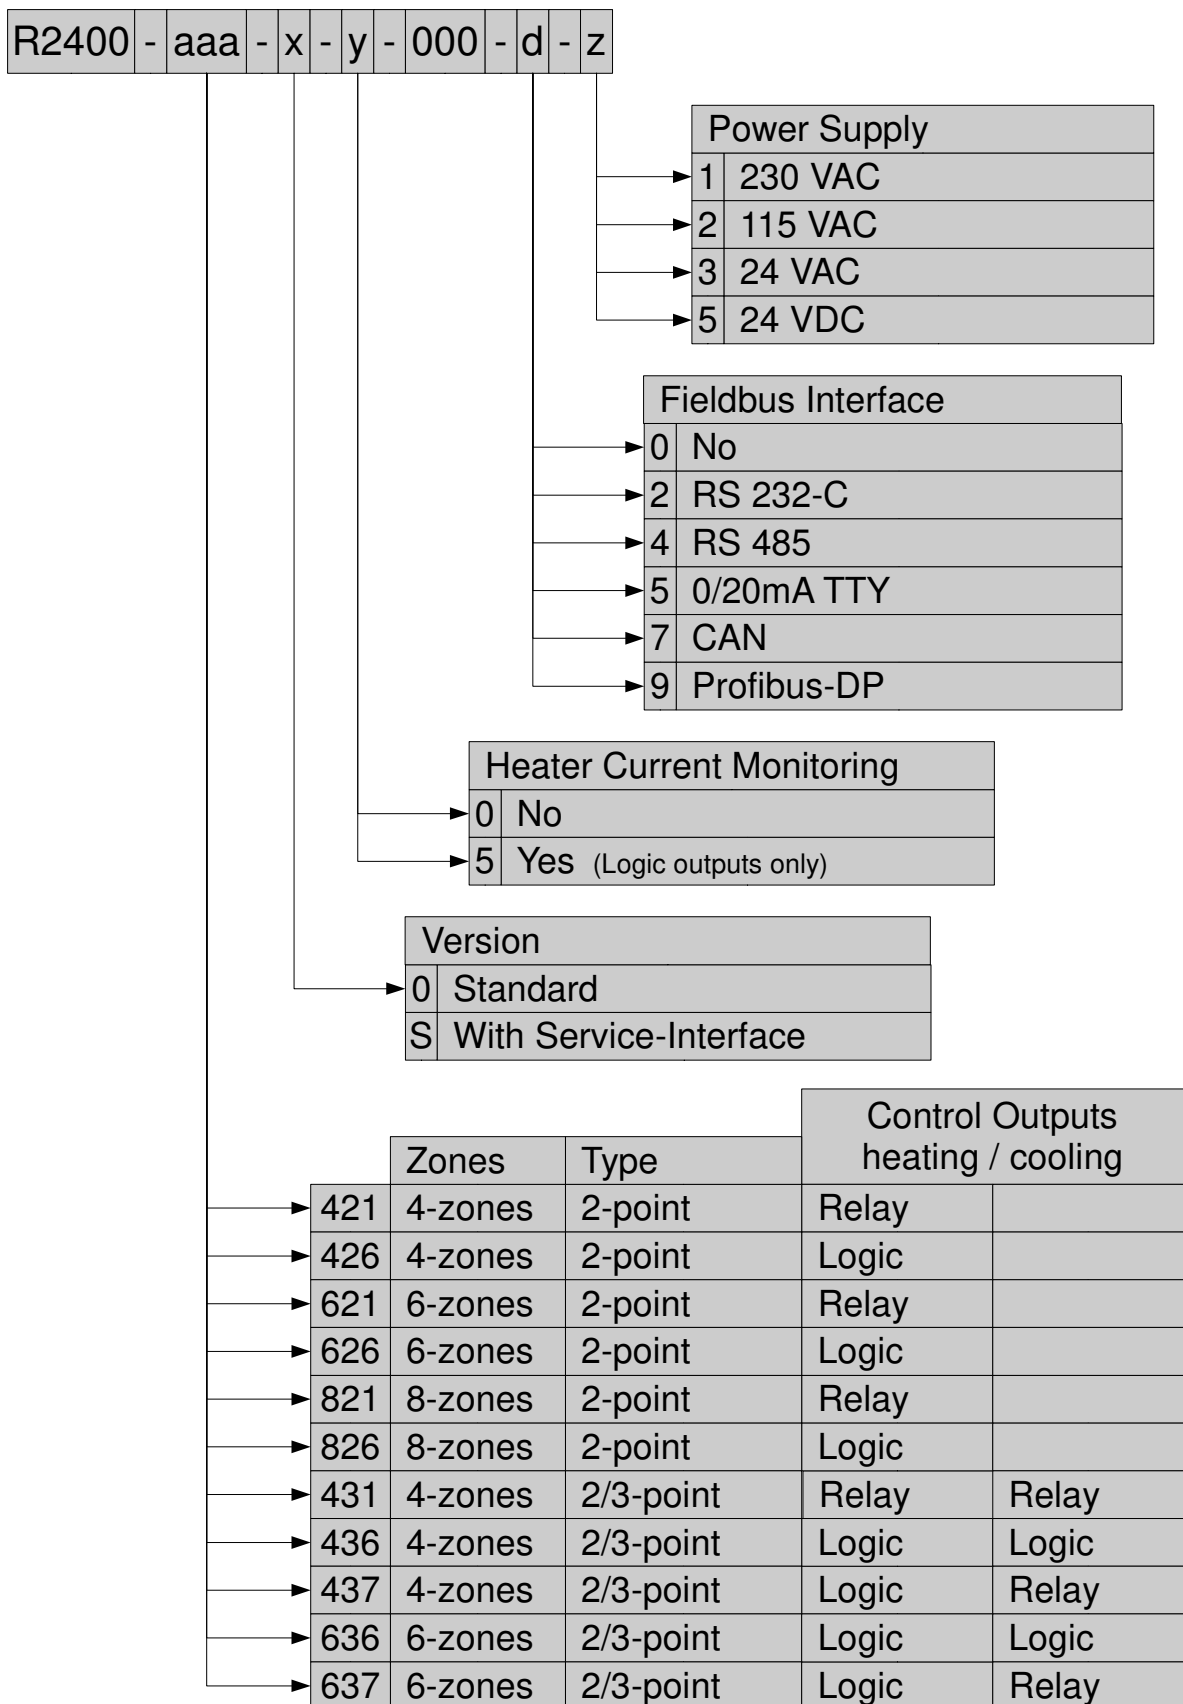 R2400 - aaa - x - y - 000 - d - z
Power Supply
1 230 VAC
2 115 VAC
3 24 VAC
5 24 VDC
Fieldbus Interface
0 No
2 RS 232-C
4 RS 485
5 0/20mA TTY
7 CAN
9 Profibus-DP
Heater Current Monitoring
0 No
5 Yes (Logic outputs only)
Version
0 Standard
S With Service-Interface
Control Outputs
heating / cooling
Zones Type
421 4-zones 2-point Relay
426 4-zones 2-point Logic
621 6-zones 2-point Relay
626 6-zones 2-point Logic
821 8-zones 2-point Relay
826 8-zones 2-point Logic
431 4-zones 2/3-point Relay Relay
436 4-zones 2/3-point Logic Logic
437 4-zones 2/3-point Logic Relay
636 6-zones 2/3-point Logic Logic
637 6-zones 2/3-point Logic Relay